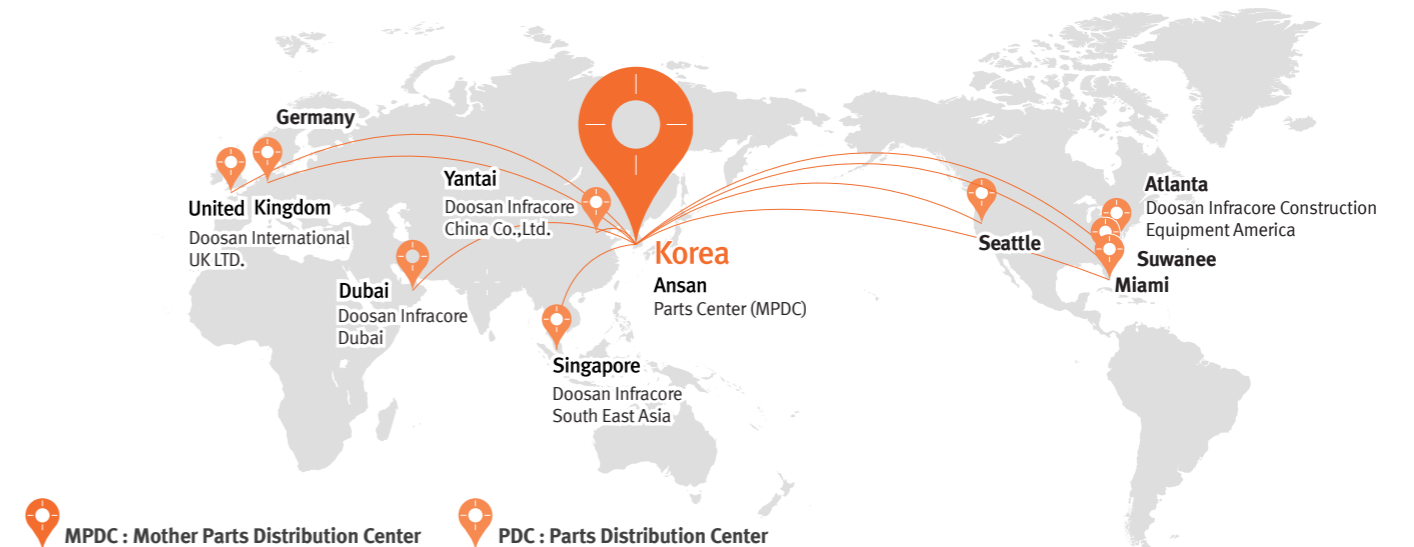 Germany
United Kingdom
Doosan International
UK LTD.
Dubai
Doosan Infracore
Dubai
Yantai
Doosan Infracore
China Co.,Ltd.
Korea
Ansan
Parts Center (MPDC)
Singapore
Doosan Infracore
South East Asia
Seattle
Atlanta
Doosan Infracore Construction
Equipment America
Suwanee
Miami
MPDC : Mother Parts Distribution Center
PDC : Parts Distribution Center